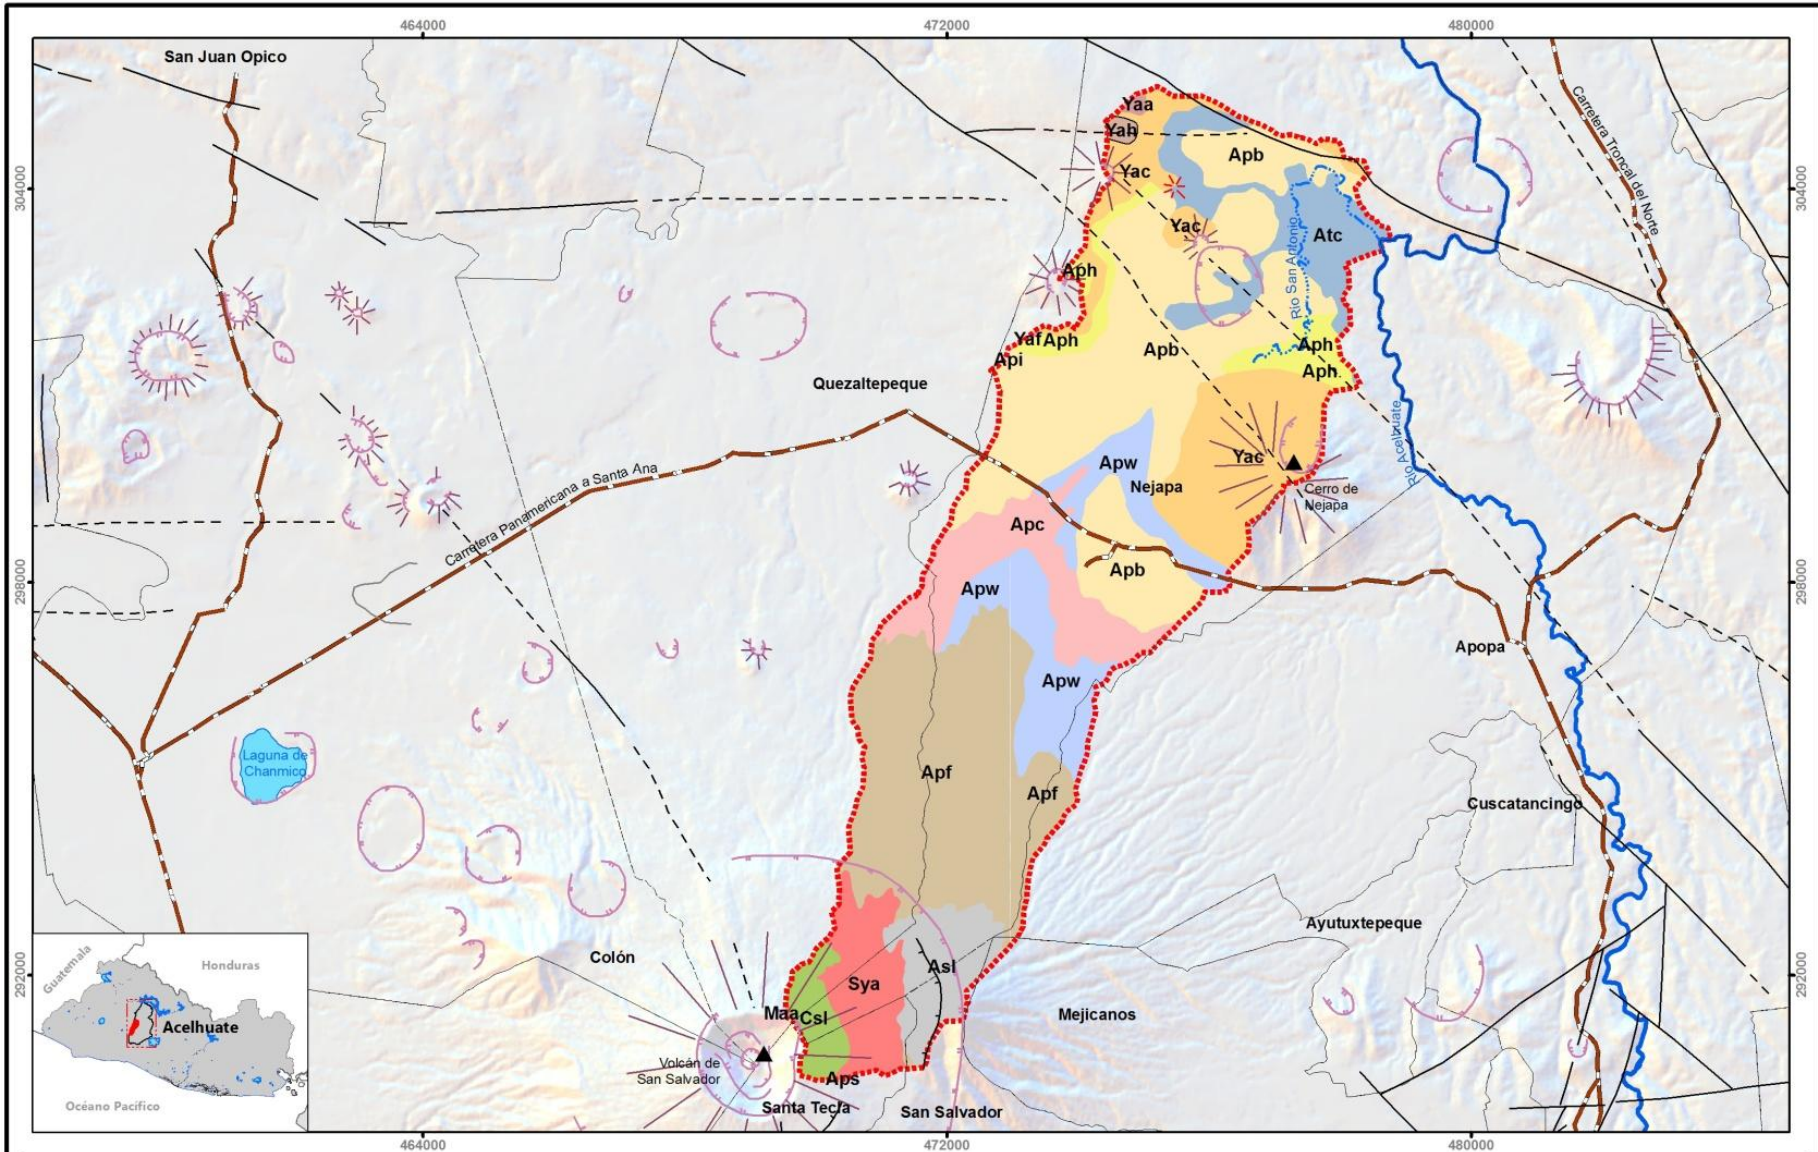 464000
472000
480000
San Juan Opico
Yaa
Yah
Apb
Yac
Carretera Troncal del Norte
304000
304000
Yac
Atc
Río San Antonio
Aph
Yaf
Aph
Api
Apb
Aph
Aph
Quezaltepeque
Río Acelhuate
Apw
Yac
Nejapa
Cerro de
Nejapa
Carretera Panamericana a Santa Ana
Apc
Apb
298000
298000
Apw
Apopa
Apw
Laguna de
Chanmico
Apf
Apf
Cuscatancingo
Ayutuxtepeque
Colón
Guatemala
Honduras
Asl
292000
292000
Sya
Maa
Csl
Mejicanos
Acelhuate
Volcán de
San Salvador
Aps
Océano Pacífico
Santa Tecla
San Salvador
464000
472000
480000